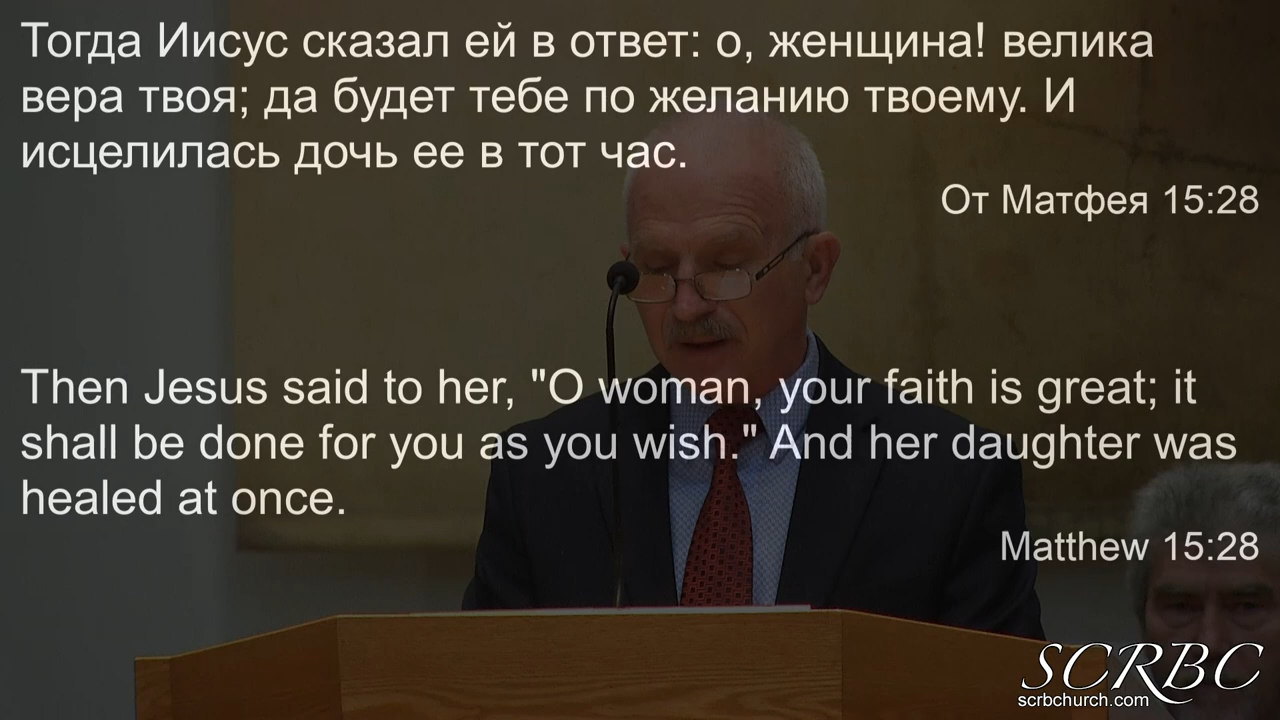 Тогда Иисус сказал ей в ответ: о, женщина! велика
вера твоя; да будет тебе по желанию твоему. И
исцелилась дочь ее в тот час.
От Матфея 15:28
Then Jesus said to her, "O woman, your faith is great; it
shall be done for you as you wish." And her daughter was
healed at once.
Matthew 15:28
SCRBC
scrbchurch.com